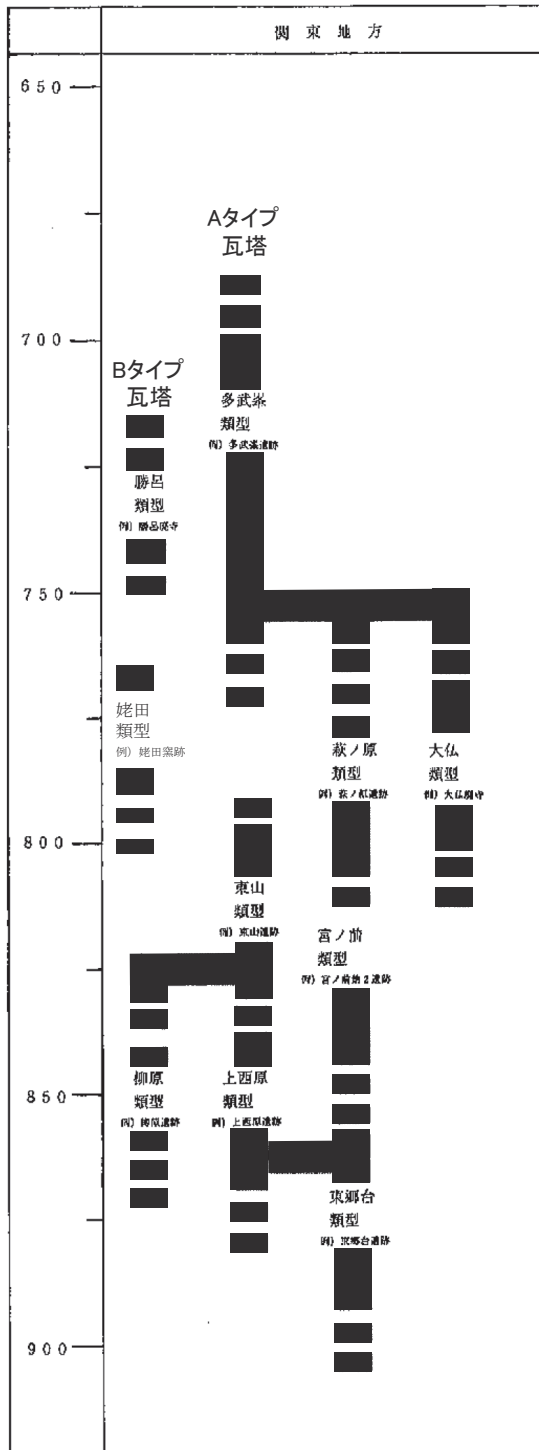 関東地方
650
Aタイプ
瓦塔
700
Bタイプ
瓦塔
多武峯
類型
例）多武峯遺跡
勝呂
類型
例）勝呂廃寺
750
姥田
類型
例）姥田窯跡
萩ノ原
類型
例）萩ノ原遺跡
大仏
類型
例）大仏廃寺
800
東山
類型
例）東山遺跡
宮ノ前
類型
例）宮ノ前第2遺跡
柳原
類型
例）柳原遺跡
上西原
類型
例）上西原遺跡
850
東郷台
類型
例）東郷台遺跡
900